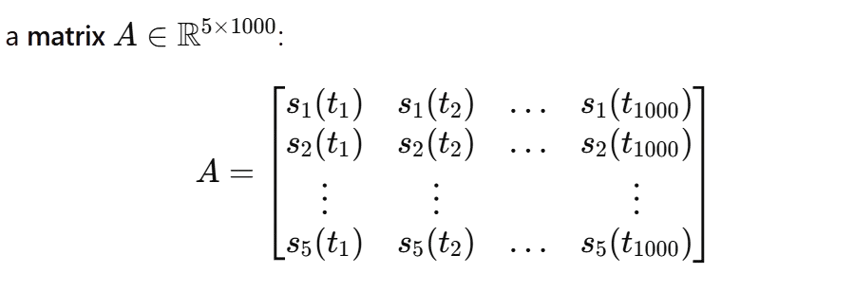 a matrix A ∈ ℝ^{5×1000}:
s₁(t₁) s₁(t₂) … s₁(t₁₀₀₀)
s₂(t₁) s₂(t₂) … s₂(t₁₀₀₀)
A = ⋮ ⋮ ⋮
s₅(t₁) s₅(t₂) … s₅(t₁₀₀₀)